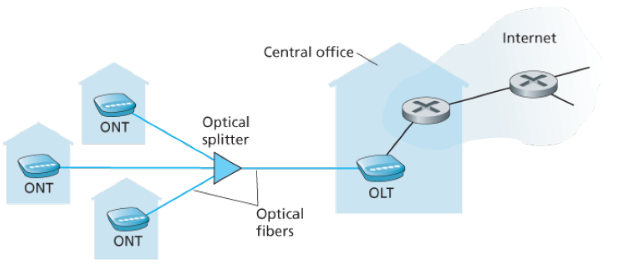 Internet
Central office
ONT
Optical
splitter
ONT
OLT
Optical
fibers
ONT